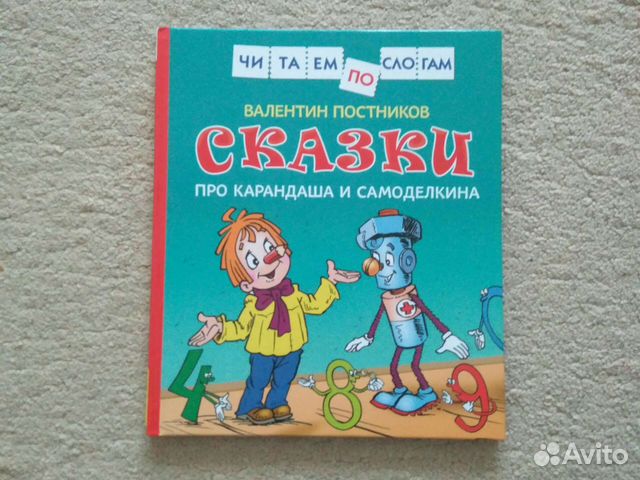 ЧИ ТА ЕМ ПО СЛО ГАМ
ВАЛЕНТИН ПОСТНИКОВ
СКАЗКИ
ПРО КАРАНДАША И САМОДЕЛКИНА
4 8 9
Avito